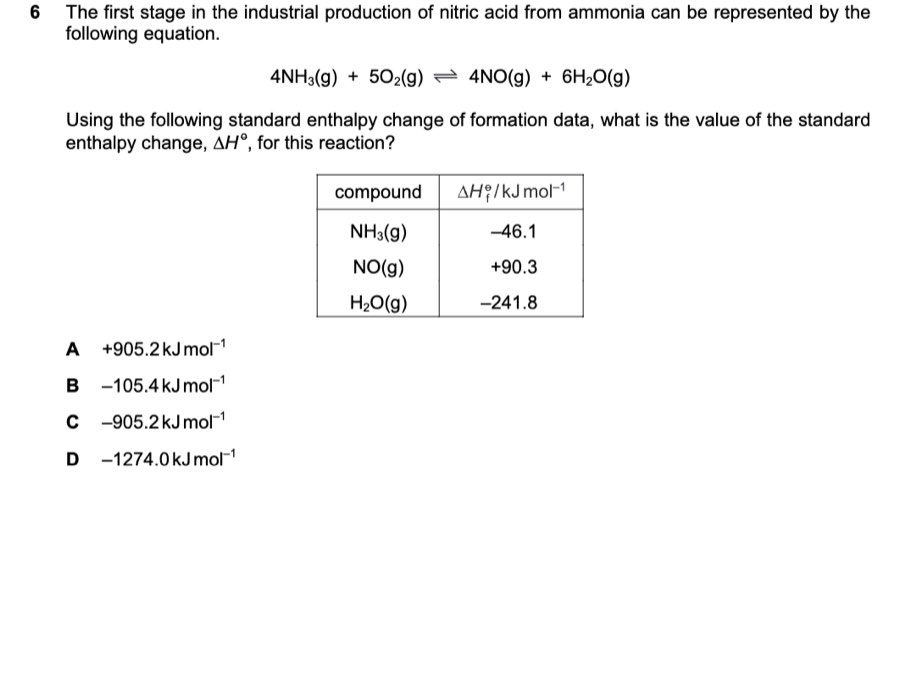 6 The first stage in the industrial production of nitric acid from ammonia can be represented by the
following equation.
4NH₃(g) + 5O₂(g) ⇌ 4NO(g) + 6H₂O(g)
Using the following standard enthalpy change of formation data, what is the value of the standard
enthalpy change, ΔH°, for this reaction?
compound ΔH°f / kJ mol⁻¹
NH₃(g) –46.1
NO(g) +90.3
H₂O(g) –241.8
A +905.2 kJ mol⁻¹
B –105.4 kJ mol⁻¹
C –905.2 kJ mol⁻¹
D –1274.0 kJ mol⁻¹